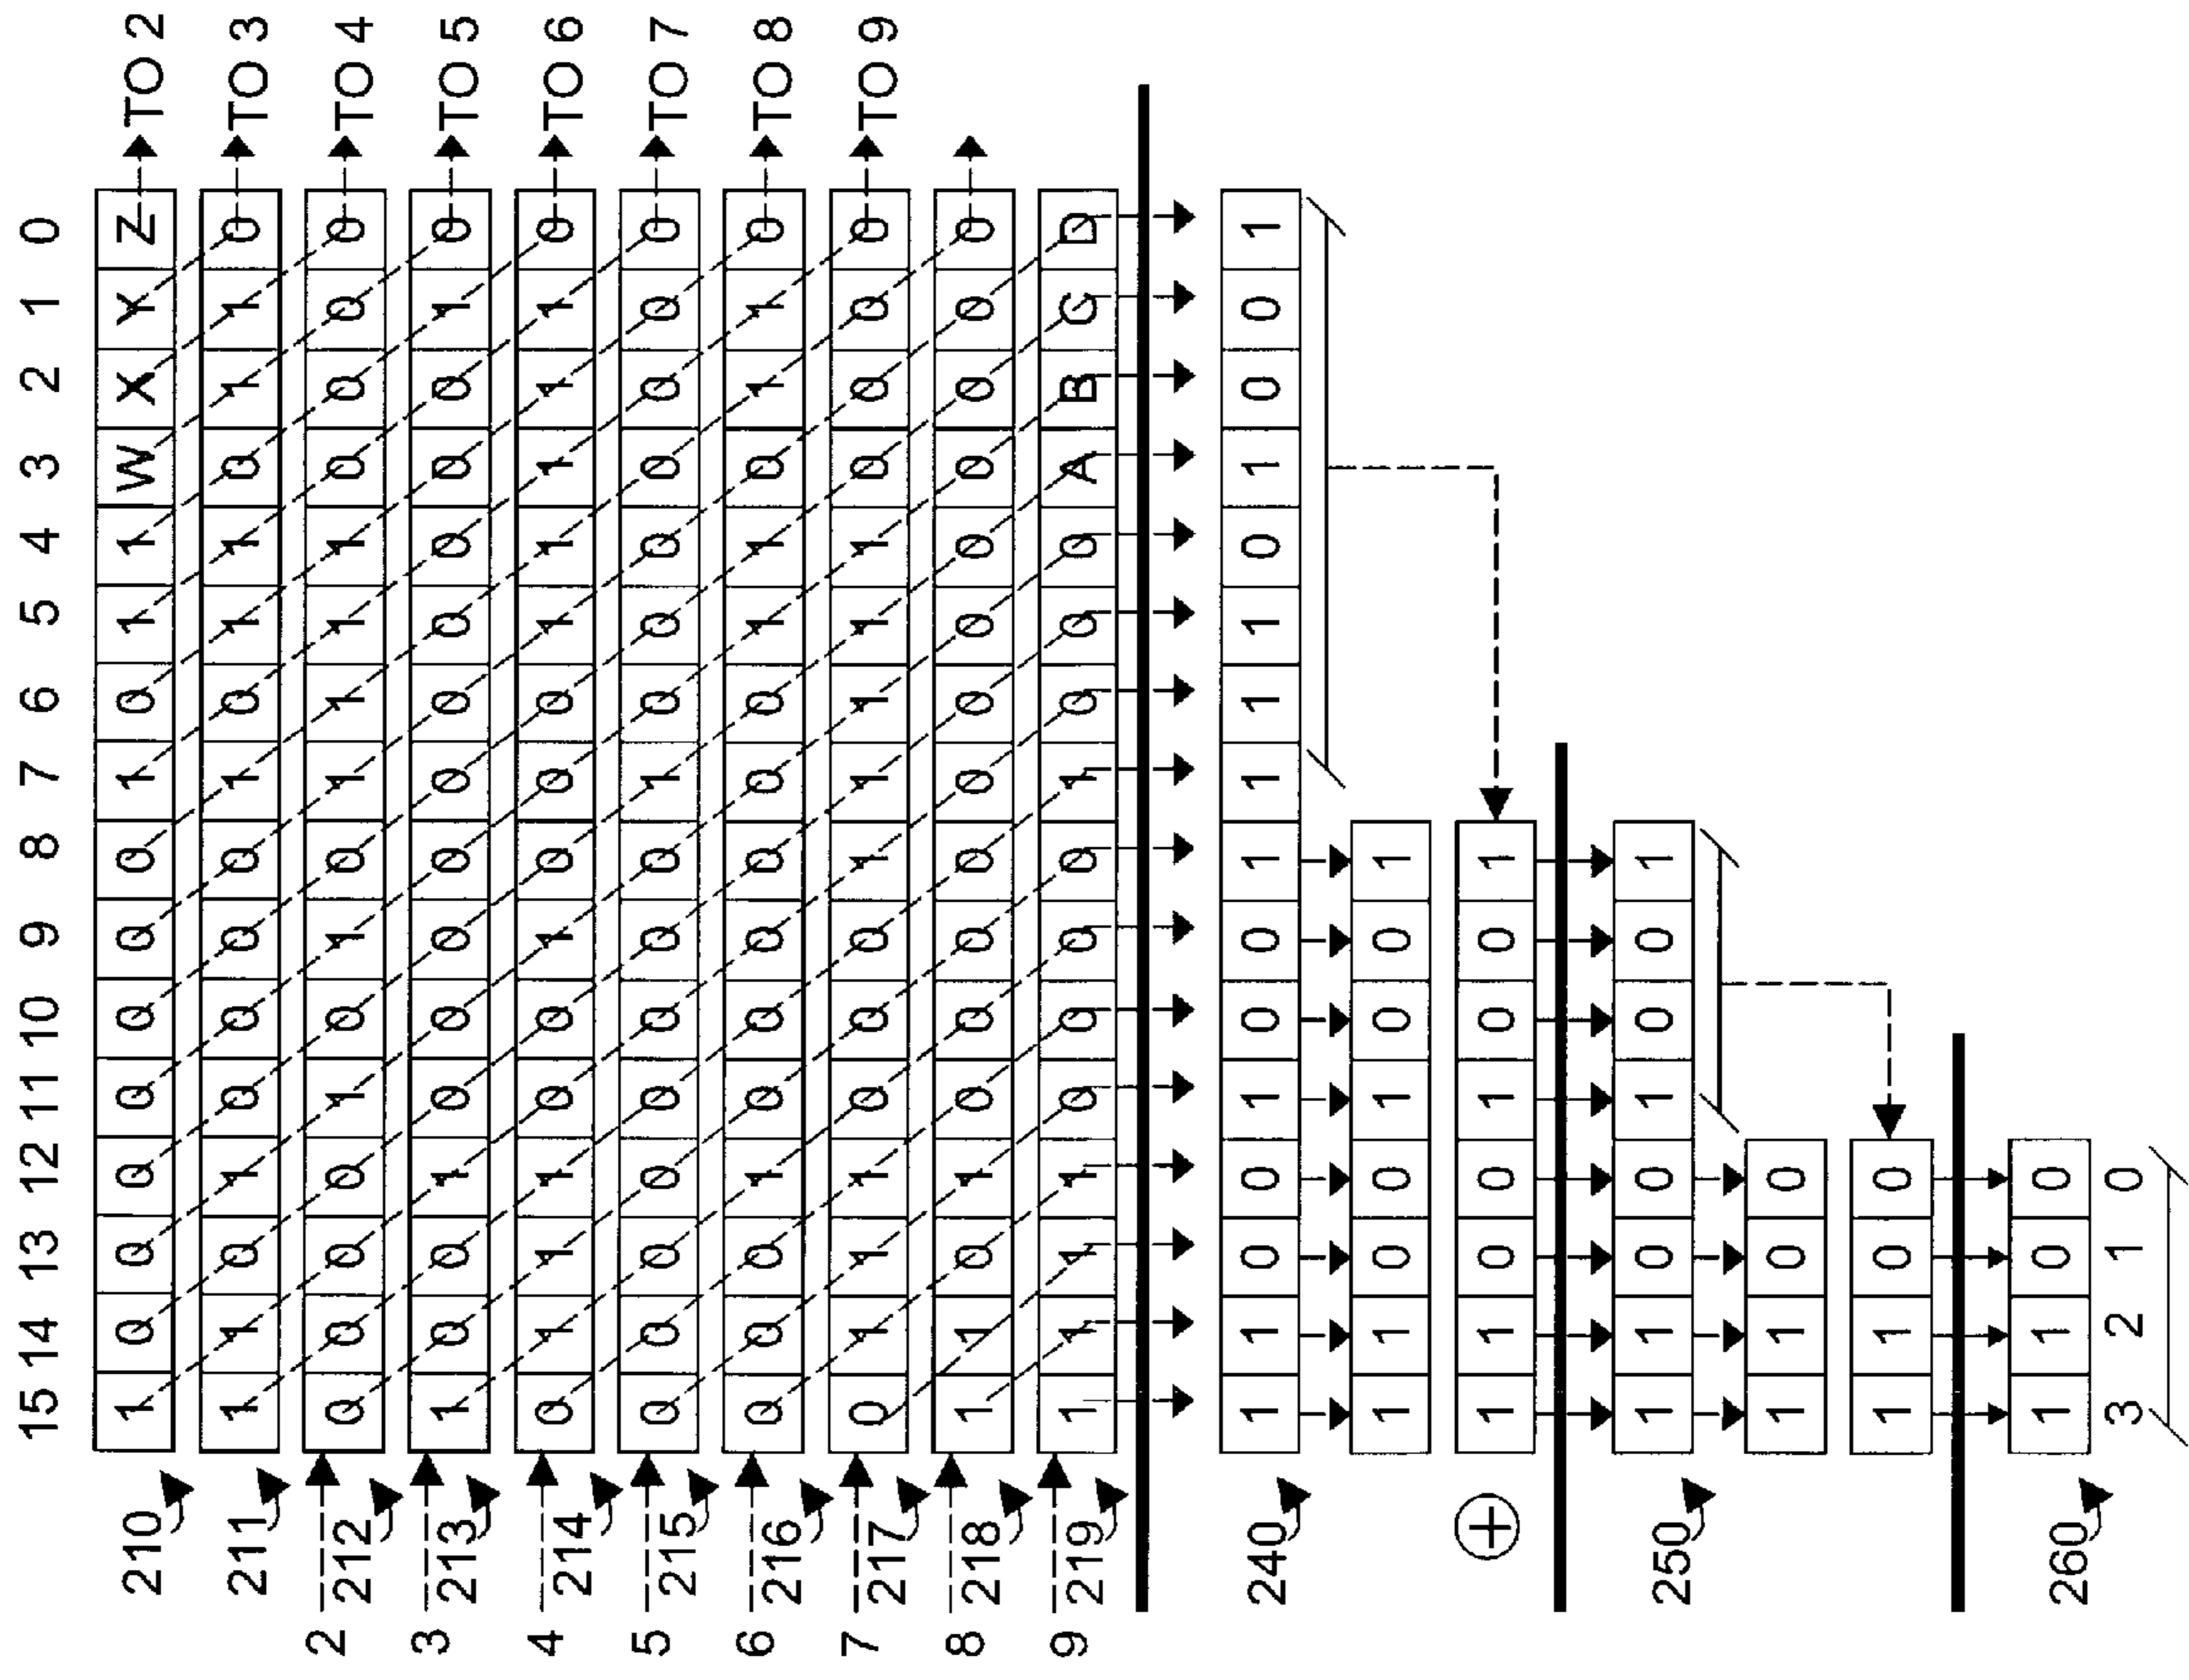 15 14 13 12 11 10 9 8 7 6 5 4 3 2 1 0
210 1 0 0 0 0 0 0 0 1 0 1 1 W X Y Z TO 2
211 1 1 0 1 0 0 0 0 1 0 1 1 0 1 1 0 TO 3
2 212 0 0 0 0 1 0 1 0 1 1 1 1 0 0 0 0 TO 4
3 213 1 0 0 1 0 0 0 0 0 0 0 0 0 0 1 0 TO 5
4 214 0 1 1 1 0 0 1 0 0 0 1 1 1 1 1 0 TO 6
5 215 0 0 0 0 0 0 0 0 1 0 0 0 0 0 0 0 TO 7
6 216 0 0 0 1 0 0 0 0 0 0 1 1 0 1 1 0 TO 8
7 217 0 1 1 1 0 0 0 1 1 1 1 1 0 0 0 0 TO 9
8 218 1 1 0 1 0 0 0 0 0 0 0 0 0 0 0 0
9 219 1 1 1 1 0 0 0 0 1 0 0 0 A B C D
240 1 1 0 0 1 0 0 1 1 1 1 0 1 0 0 1
1 1 0 0 1 0 0 1
⊕ 1 1 0 0 1 0 0 1
250 1 1 0 0 1 0 0 1
1 1 0 0
1 1 0 0
260 1 1 0 0
3 2 1 0